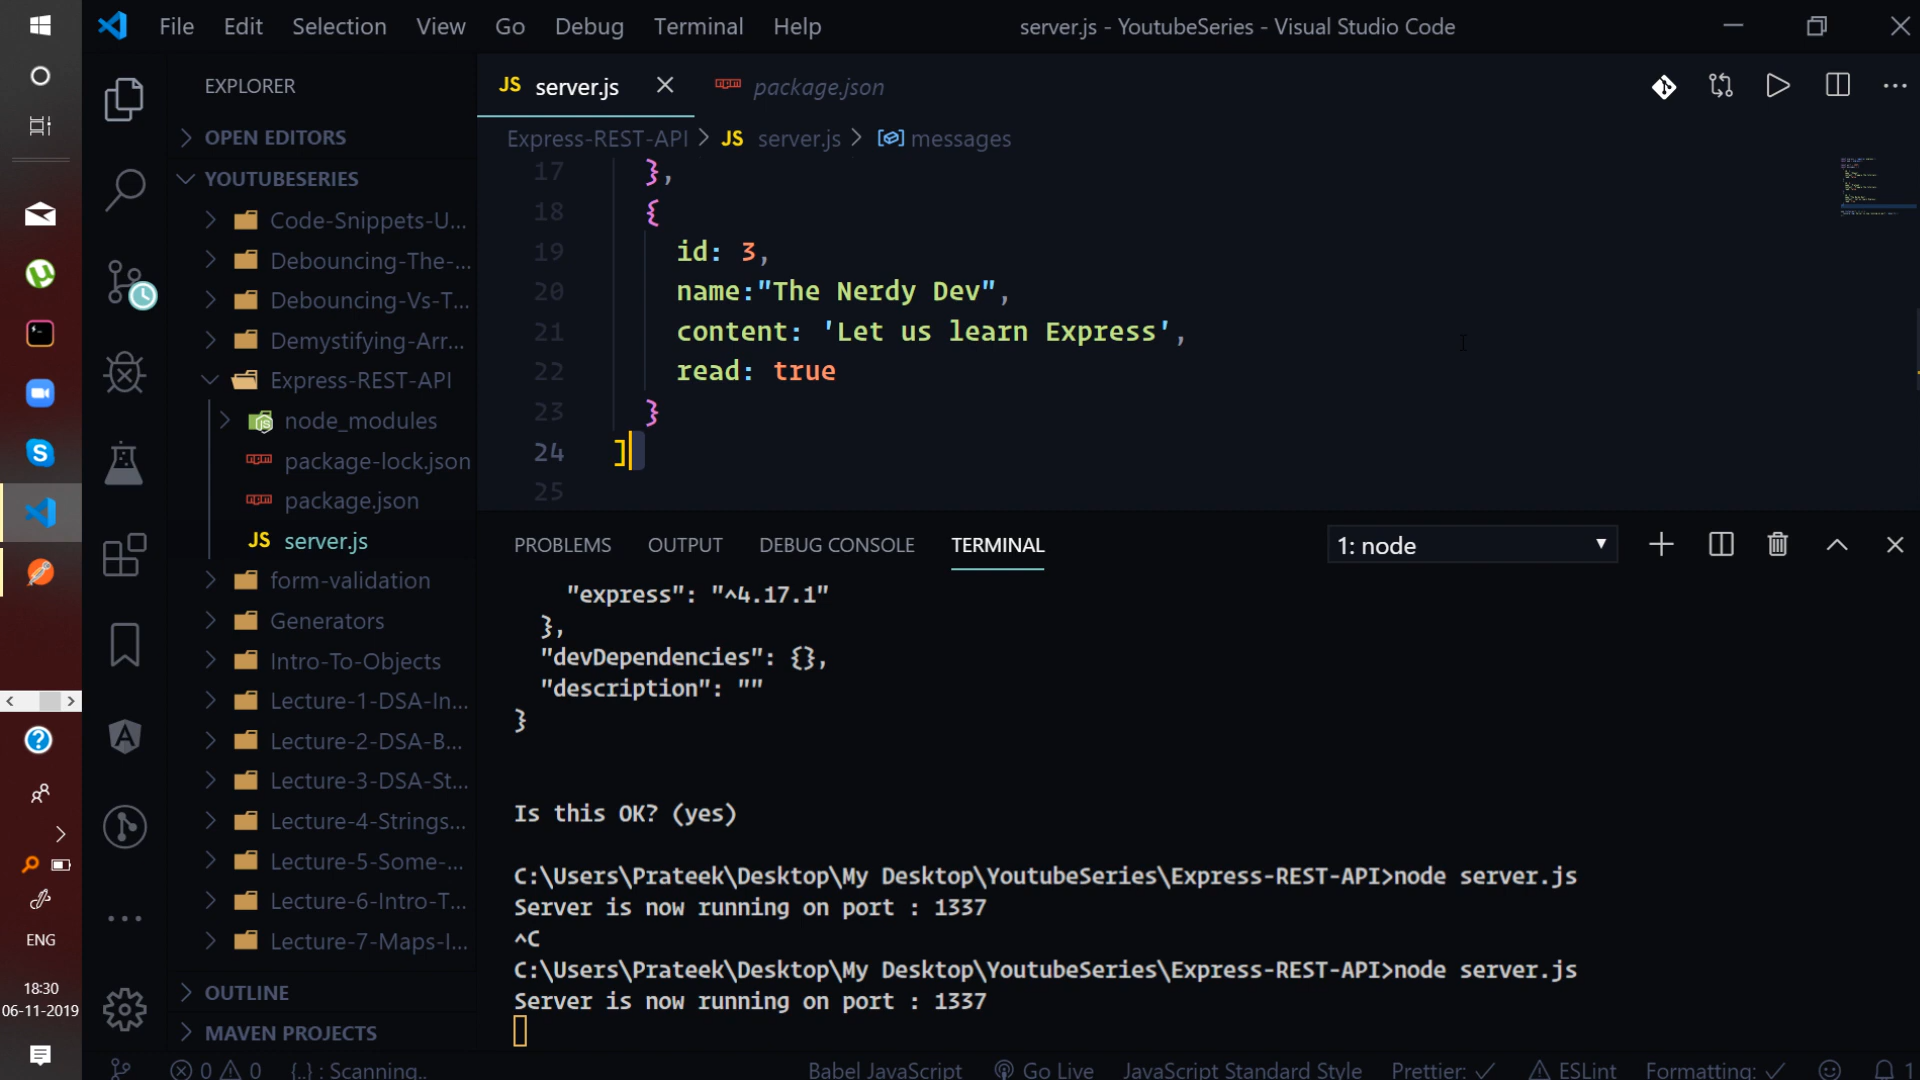 File Edit Selection View Go Debug Terminal Help
server.js - YoutubeSeries - Visual Studio Code
EXPLORER
OPEN EDITORS
YOUTUBESERIES
Code-Snippets-U...
Debouncing-The-...
Debouncing-Vs-T...
Demystifying-Arr...
Express-REST-API
node_modules
package-lock.json
package.json
JS server.js
form-validation
Generators
Intro-To-Objects
Lecture-1-DSA-In...
Lecture-2-DSA-B...
Lecture-3-DSA-St...
Lecture-4-Strings...
Lecture-5-Some-...
Lecture-6-Intro-T...
Lecture-7-Maps-I...
OUTLINE
MAVEN PROJECTS
JS server.js
package.json
Express-REST-API > JS server.js > messages
17 },
18 {
19 id: 3,
20 name:"The Nerdy Dev",
21 content: 'Let us learn Express',
22 read: true
23 }
24 ]
25
PROBLEMS OUTPUT DEBUG CONSOLE TERMINAL
1: node
"express": "^4.17.1"
},
"devDependencies": {},
"description": ""
}
Is this OK? (yes)
C:\Users\Prateek\Desktop\My Desktop\YoutubeSeries\Express-REST-API>node server.js
Server is now running on port : 1337
^C
C:\Users\Prateek\Desktop\My Desktop\YoutubeSeries\Express-REST-API>node server.js
Server is now running on port : 1337
ENG
18:30
06-11-2019
0 0 {..} : Scanning..
Babel JavaScript Go Live JavaScript Standard Style Prettier: ✓ ESLint Formatting: ✓ 1